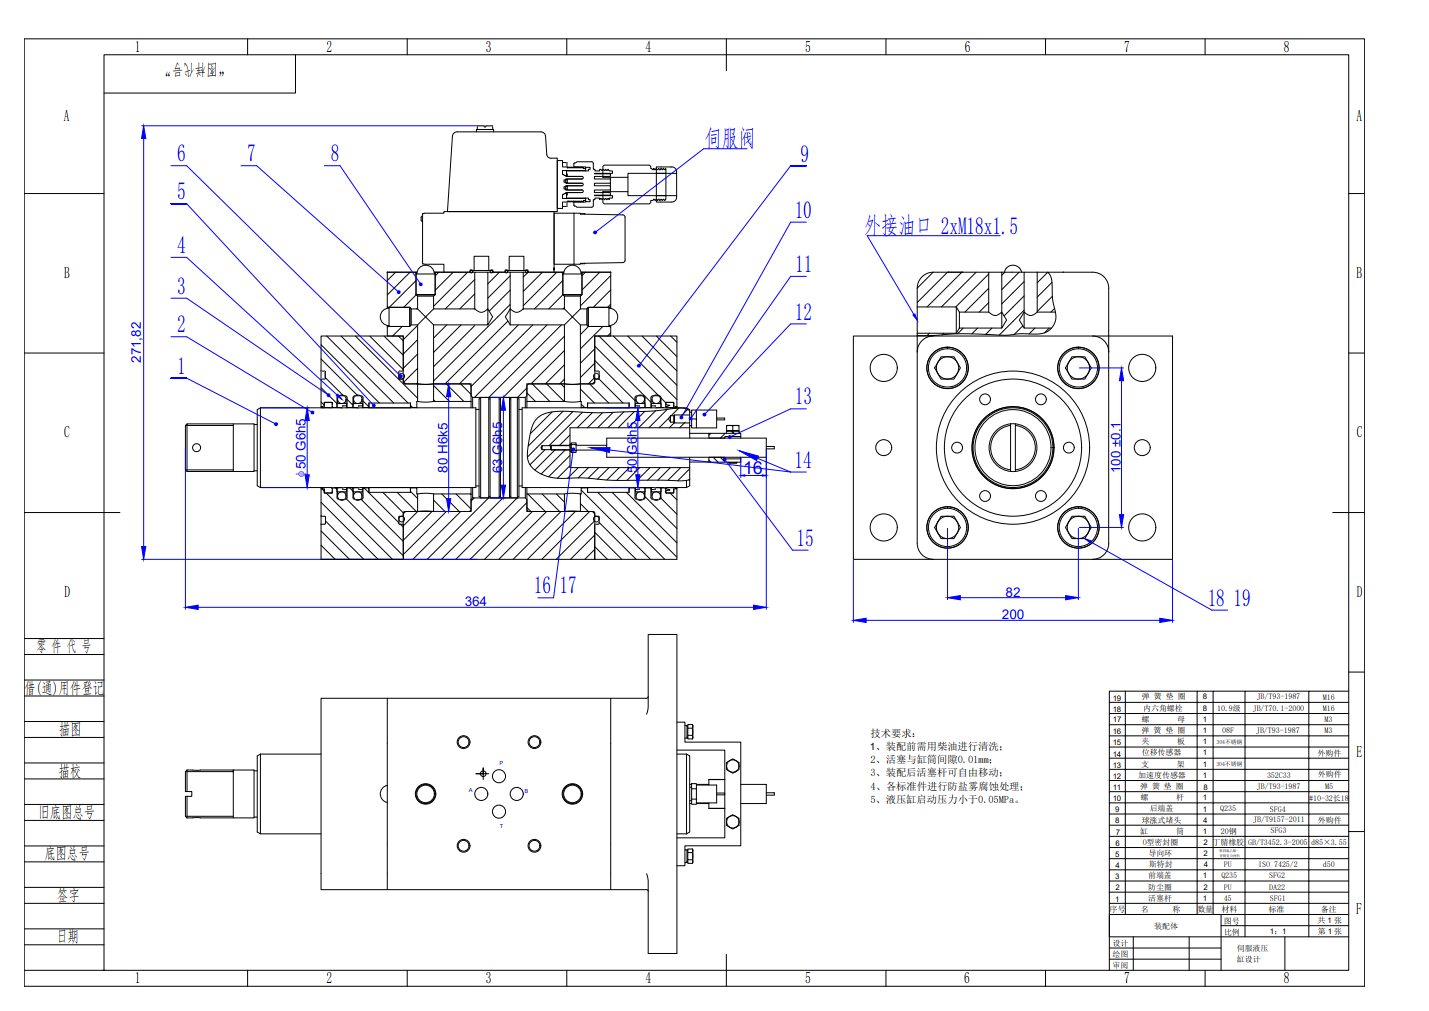 1 2 3 4 5 6 7 8
“图样代号”
A
B
C
D
零件代号
借(通)用件登记
描图
描校
旧底图总号
底图总号
签字
日期
A
B
C
D
E
F
伺服阀
6
7
8
9
5
10
4
11
3
12
2
1
13
14
15
16 17
271,82
ϕ50 G6h5
80 H6k5
63 G6h5
50 G6h5
16
364
外接油口 2xM18x1.5
100 ±0.1
82
200
18 19
P
A
B
T
技术要求:
1、装配前需用柴油进行清洗;
2、活塞与缸筒间隙0.01mm;
3、装配后活塞杆可自由移动;
4、各标准件进行防盐雾腐蚀处理;
5、液压缸启动压力小于0.05MPa。
19 弹簧垫圈 8 JB/T93-1987 M16
18 内六角螺栓 8 10.9级 JB/T70.1-2000 M16
17 螺母 1 M3
16 弹簧垫圈 1 08F JB/T93-1987 M3
15 夹板 1 304不锈钢
14 位移传感器 1 外购件
13 支架 1 304不锈钢
12 加速度传感器 1 352C33 外购件
11 弹簧垫圈 8 JB/T93-1987 M5
10 螺杆 1 #10-32长18
9 后端盖 1 Q235 SFG4
8 球涨式堵头 4 JB/T9157-2011 外购件
7 缸筒 1 20钢 SFG3
6 O型密封圈 2 丁腈橡胶 GB/T3452.3-2005 d85×3.55
5 导向环 2
4 斯特封 4 PU ISO 7425/2 d50
3 前端盖 1 Q235 SFG2
2 防尘圈 2 PU DA22
1 活塞杆 1 45 SFG1
序号 名称 数量 材料 标准 备注
装配体 图号 共 1 张
比例 1: 1 第 1 张
设计
绘图
审阅
伺服液压
缸设计
1 2 3 4 5 6 7 8